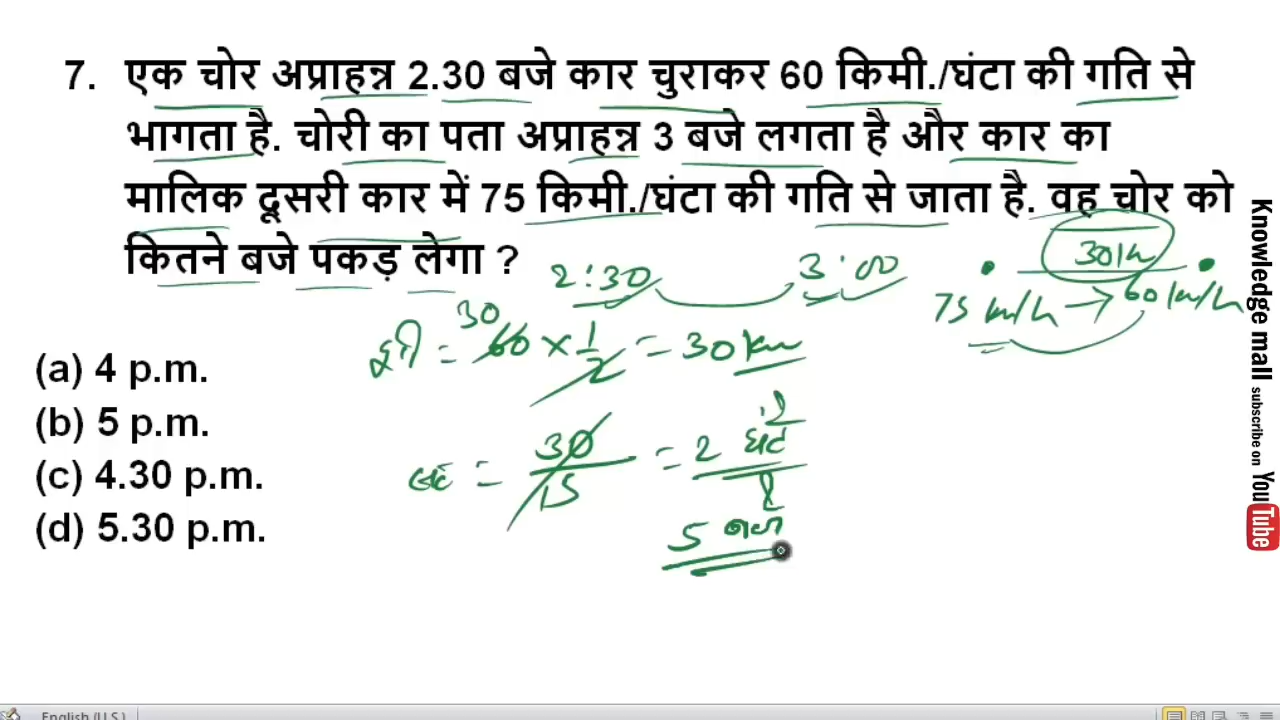 7. एक चोर अप्राहन्न 2.30 बजे कार चुराकर 60 किमी./घंटा की गति से
भागता है. चोरी का पता अप्राहन्न 3 बजे लगता है और कार का
मालिक दूसरी कार में 75 किमी./घंटा की गति से जाता है. वह चोर को
कितने बजे पकड़ लेगा ?
2:30 3:00
30km
75 km/h → 60 km/h
30
= 60 × 1/2 = 30 km
(a) 4 p.m.
(b) 5 p.m.
(c) 4.30 p.m.
(d) 5.30 p.m.
= 30/15 = 2
5
Knowledge mall
subscribe on YouTube
English (U.S.)